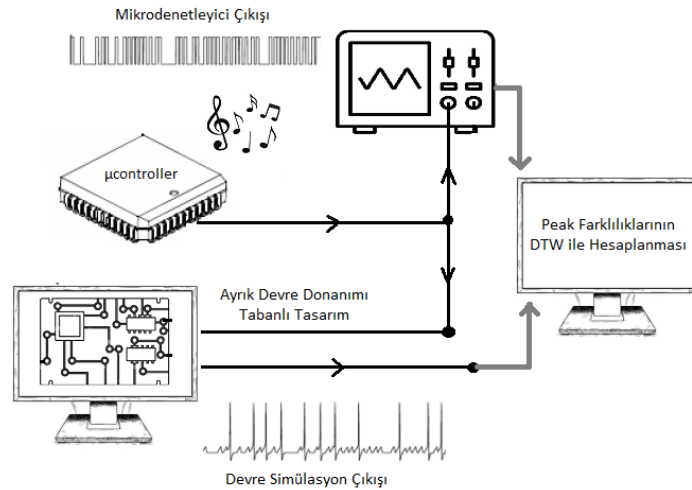 Mikrodenetleyici Çıkışı
µcontroller
Peak Farklılıklarının
DTW ile Hesaplanması
Ayrık Devre Donanımı
Tabanlı Tasarım
Devre Simülasyon Çıkışı